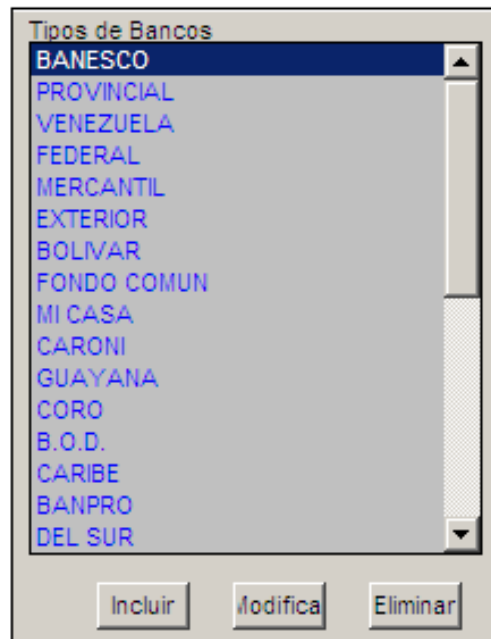 Tipos de Bancos
BANESCO
PROVINCIAL
VENEZUELA
FEDERAL
MERCANTIL
EXTERIOR
BOLIVAR
FONDO COMUN
MI CASA
CARONI
GUAYANA
CORO
B.O.D.
CARIBE
BANPRO
DEL SUR
Incluir Modifica Eliminar